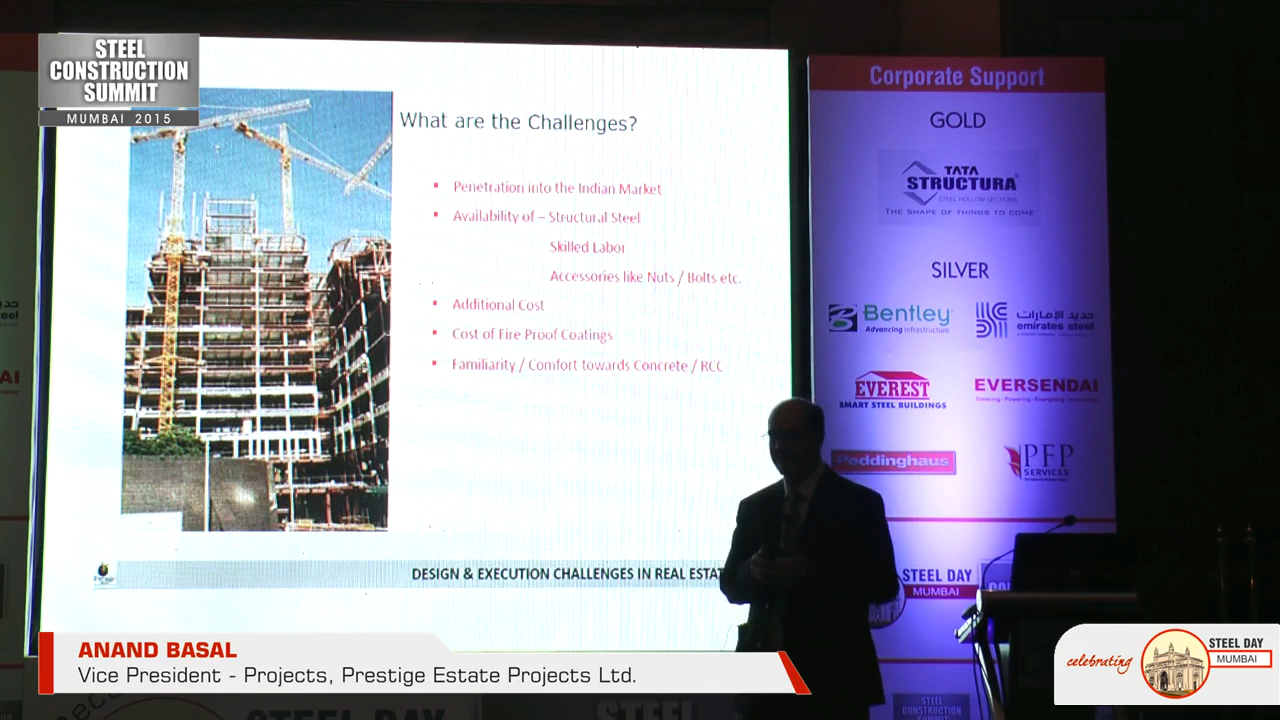 STEEL
CONSTRUCTION
SUMMIT
MUMBAI 2015
What are the Challenges?
Penetration into the Indian Market
Availability of – Structural Steel
Skilled Labor
Accessories like Nuts / Bolts etc.
Additional Cost
Cost of Fire Proof Coatings
Familiarity / Comfort towards Concrete / RCC
DESIGN & EXECUTION CHALLENGES IN REAL ESTAT
Corporate Support
GOLD
TATA
STRUCTURA
STEEL HOLLOW SECTIONS
THE SHAPE OF THINGS TO COME
SILVER
Bentley
Advancing Infrastructure
حديد الإمارات
emirates steel
EVEREST
SMART STEEL BUILDINGS
EVERSENDAI
Peddinghaus
PFP
SERVICES
STEEL DAY
MUMBAI
STEEL DAY
STEEL
CONSTRUCTION
ANAND BASAL
Vice President - Projects, Prestige Estate Projects Ltd.
celebrating
STEEL DAY
MUMBAI